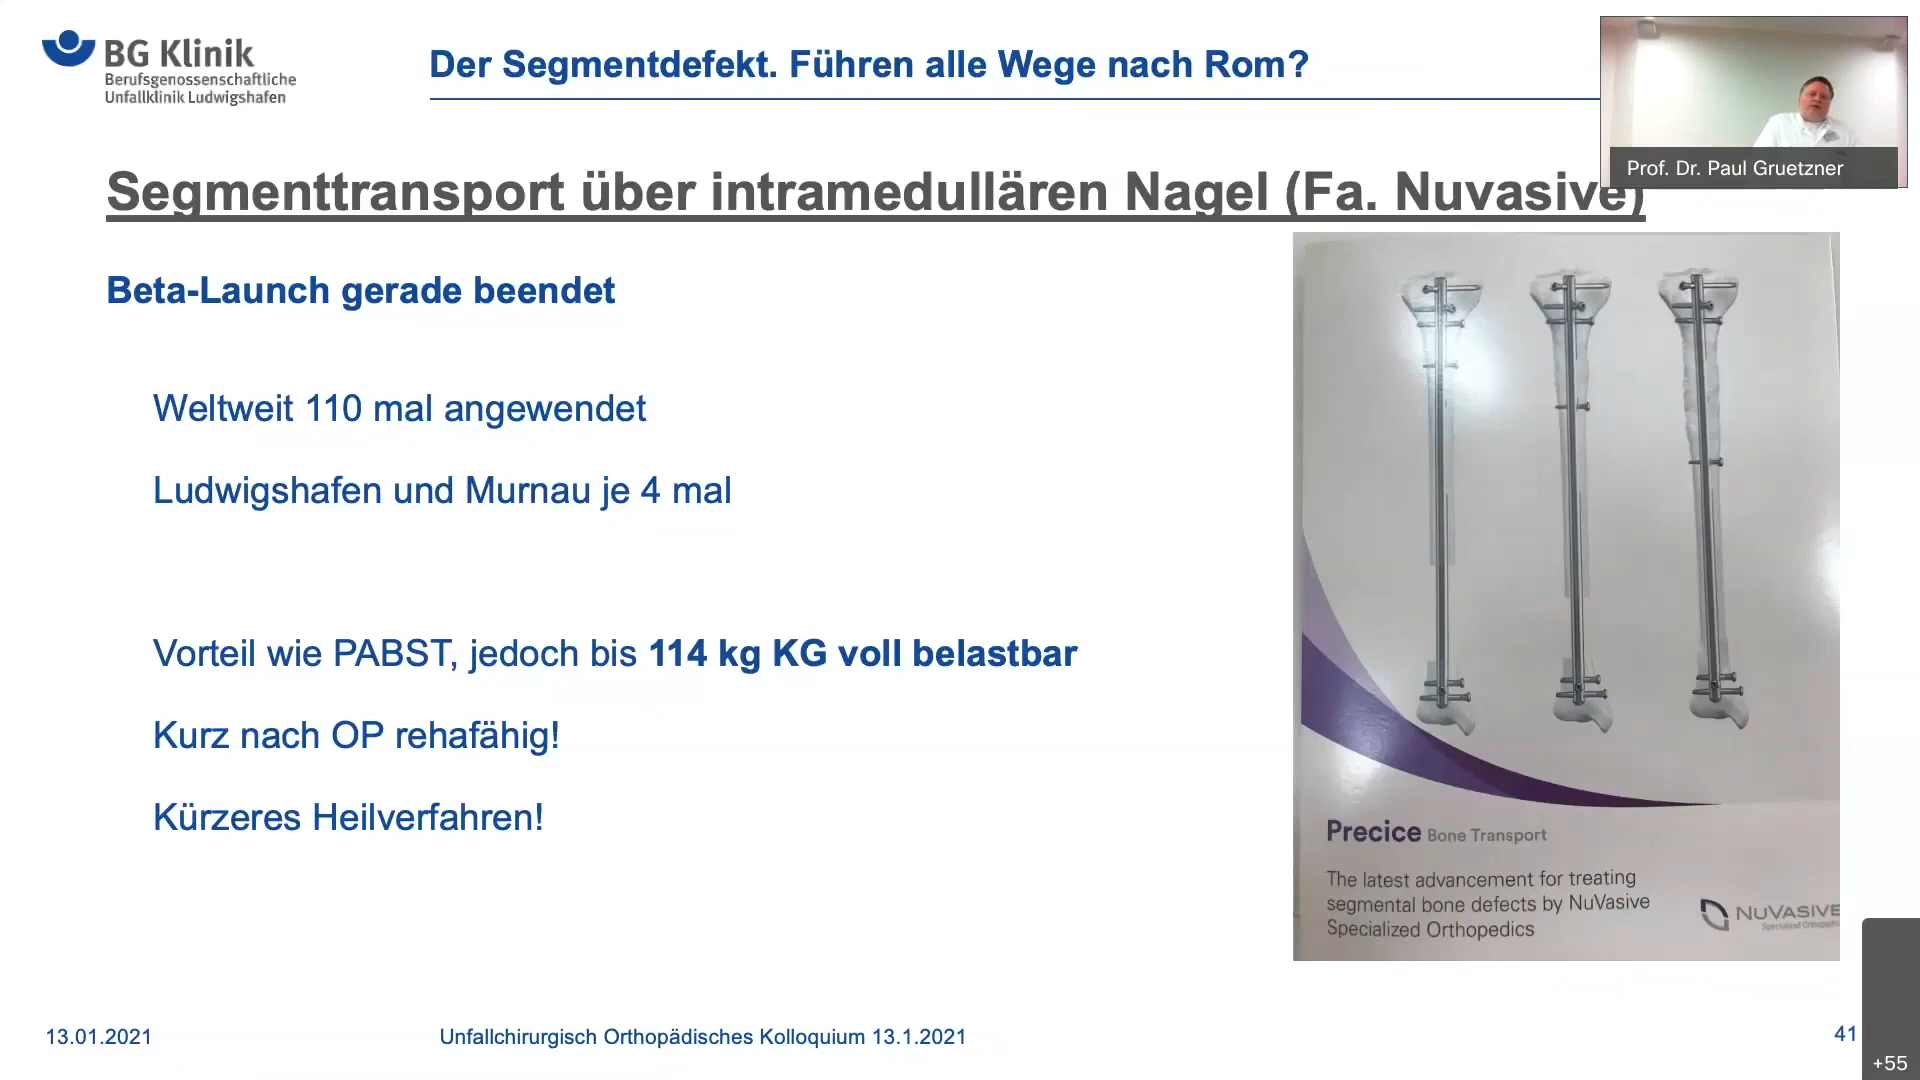 BG Klinik
Berufsgenossenschaftliche
Unfallklinik Ludwigshafen
Der Segmentdefekt. Führen alle Wege nach Rom?
Prof. Dr. Paul Gruetzner
Segmenttransport über intramedullären Nagel (Fa. Nuvasive)
Beta-Launch gerade beendet
Weltweit 110 mal angewendet
Ludwigshafen und Murnau je 4 mal
Vorteil wie PABST, jedoch bis 114 kg KG voll belastbar
Kurz nach OP rehafähig!
Kürzeres Heilverfahren!
Precice Bone Transport
The latest advancement for treating
segmental bone defects by NuVasive
Specialized Orthopedics
NUVASIVE
13.01.2021
Unfallchirurgisch Orthopädisches Kolloquium 13.1.2021
41
+55